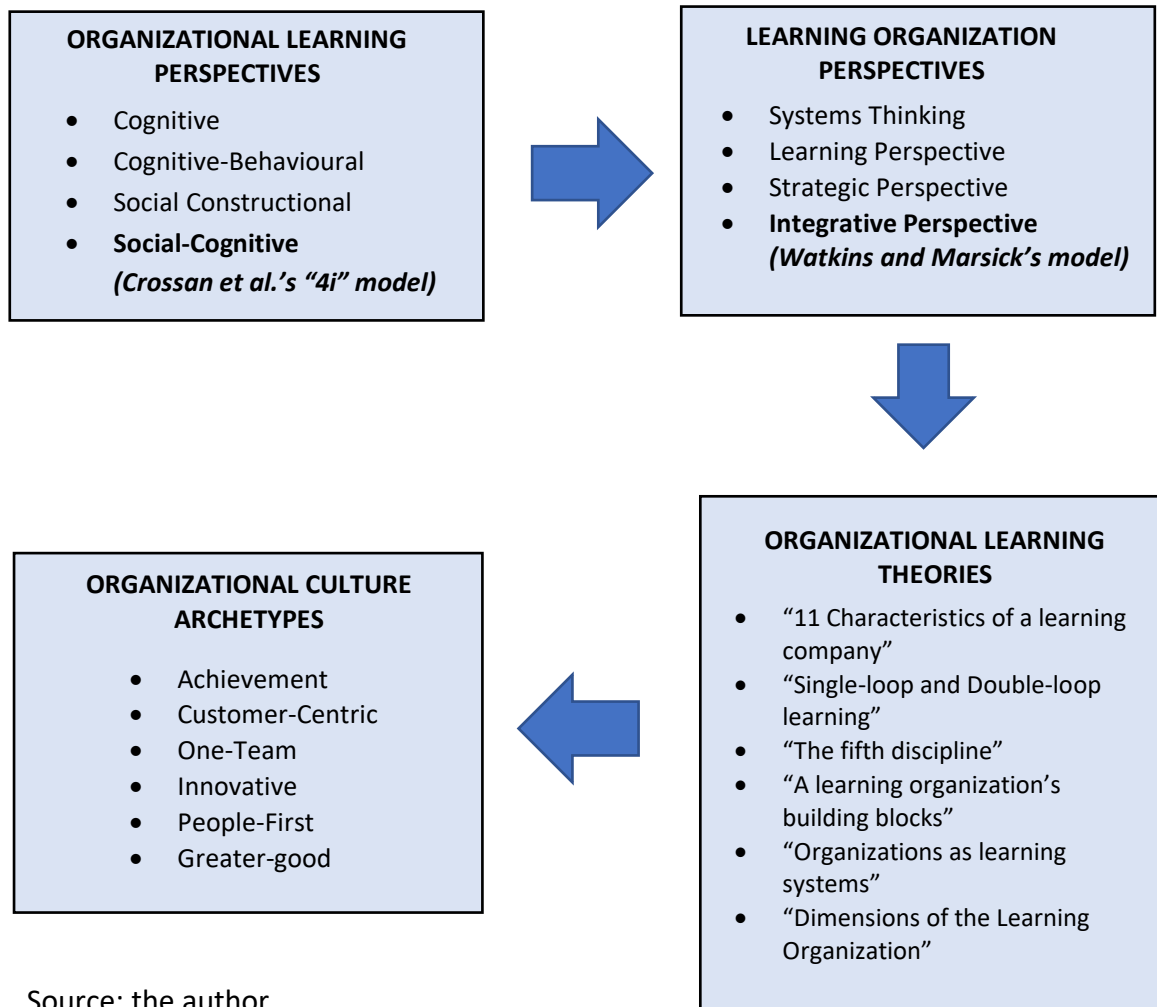 ORGANIZATIONAL LEARNING
PERSPECTIVES
• Cognitive
• Cognitive-Behavioural
• Social Constructional
• Social-Cognitive
(Crossan et al.’s “4i” model)
LEARNING ORGANIZATION
PERSPECTIVES
• Systems Thinking
• Learning Perspective
• Strategic Perspective
• Integrative Perspective
(Watkins and Marsick’s model)
ORGANIZATIONAL LEARNING
THEORIES
• “11 Characteristics of a learning
company”
• “Single-loop and Double-loop
learning”
• “The fifth discipline”
• “A learning organization’s
building blocks”
• “Organizations as learning
systems”
• “Dimensions of the Learning
Organization”
ORGANIZATIONAL CULTURE
ARCHETYPES
• Achievement
• Customer-Centric
• One-Team
• Innovative
• People-First
• Greater-good
Source: the author